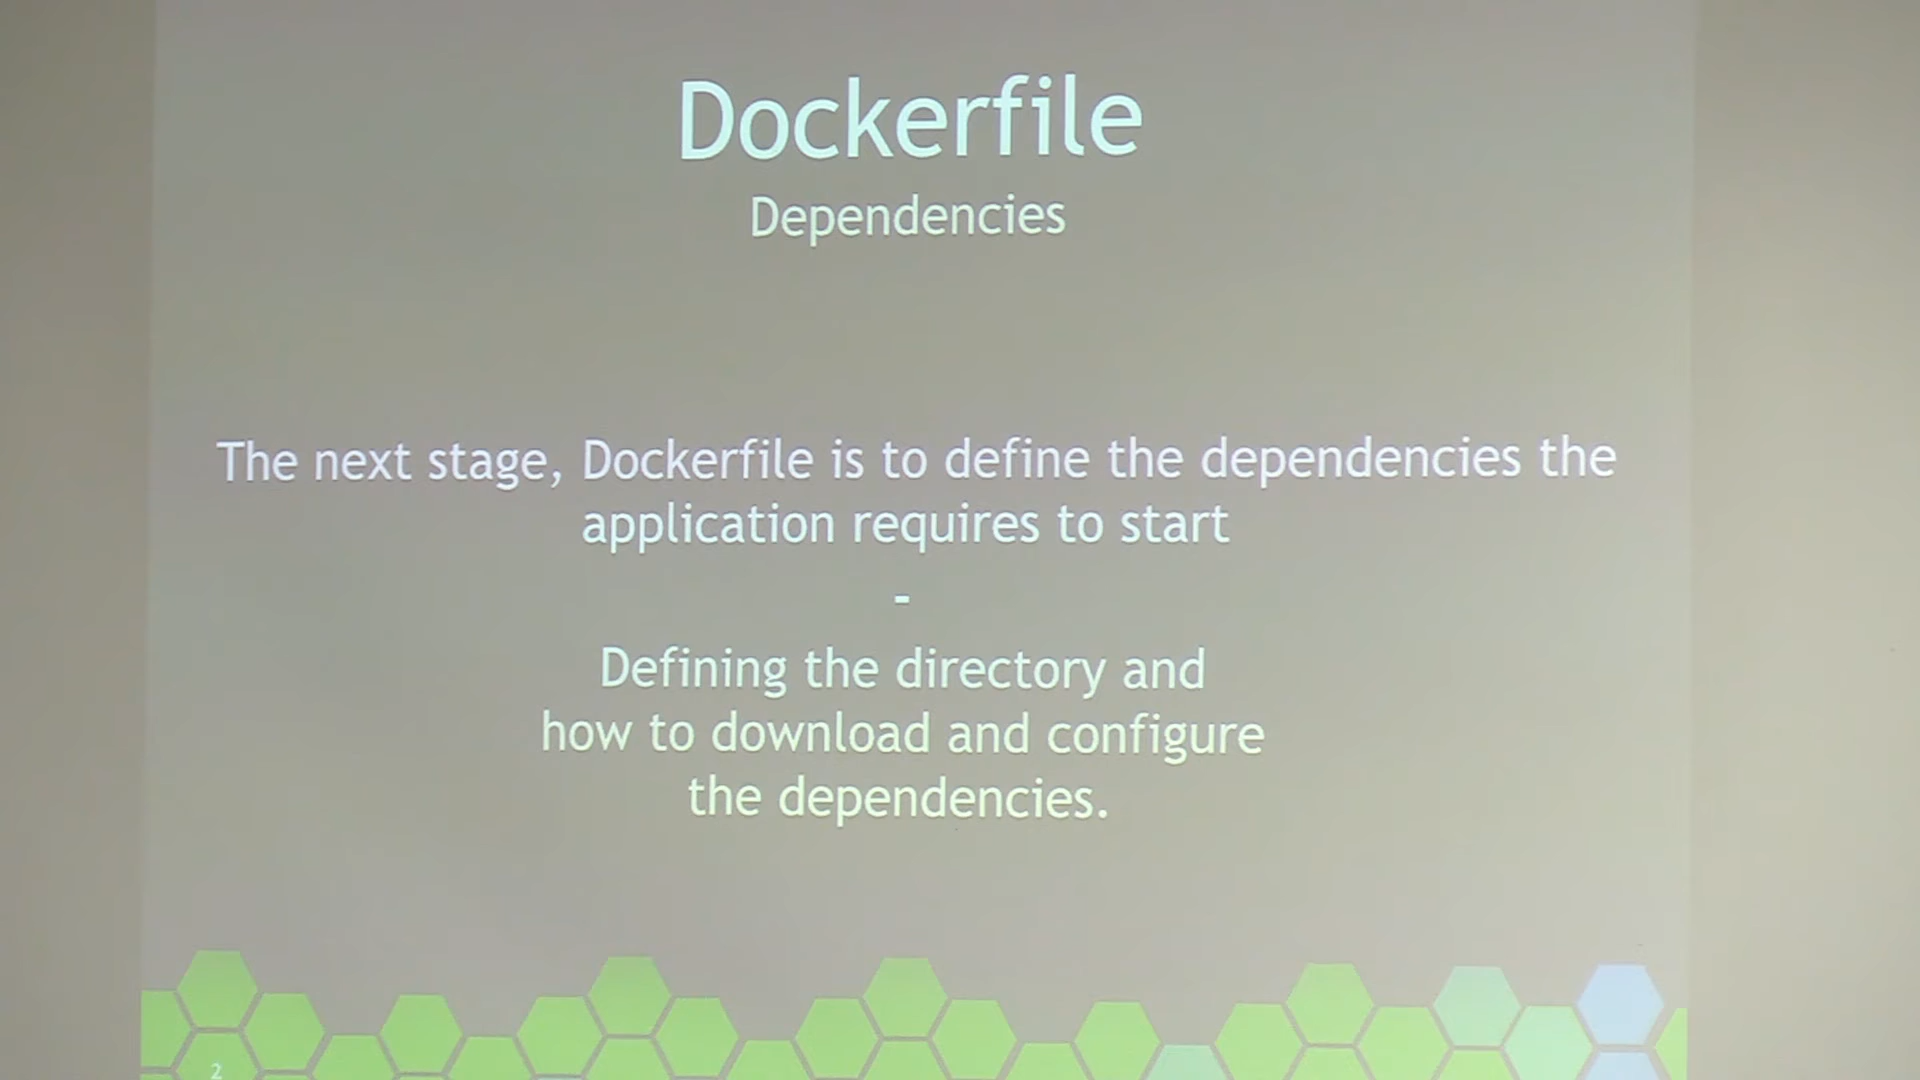 Dockerfile
Dependencies
The next stage, Dockerfile is to define the dependencies the
application requires to start
-
Defining the directory and
how to download and configure
the dependencies.
2